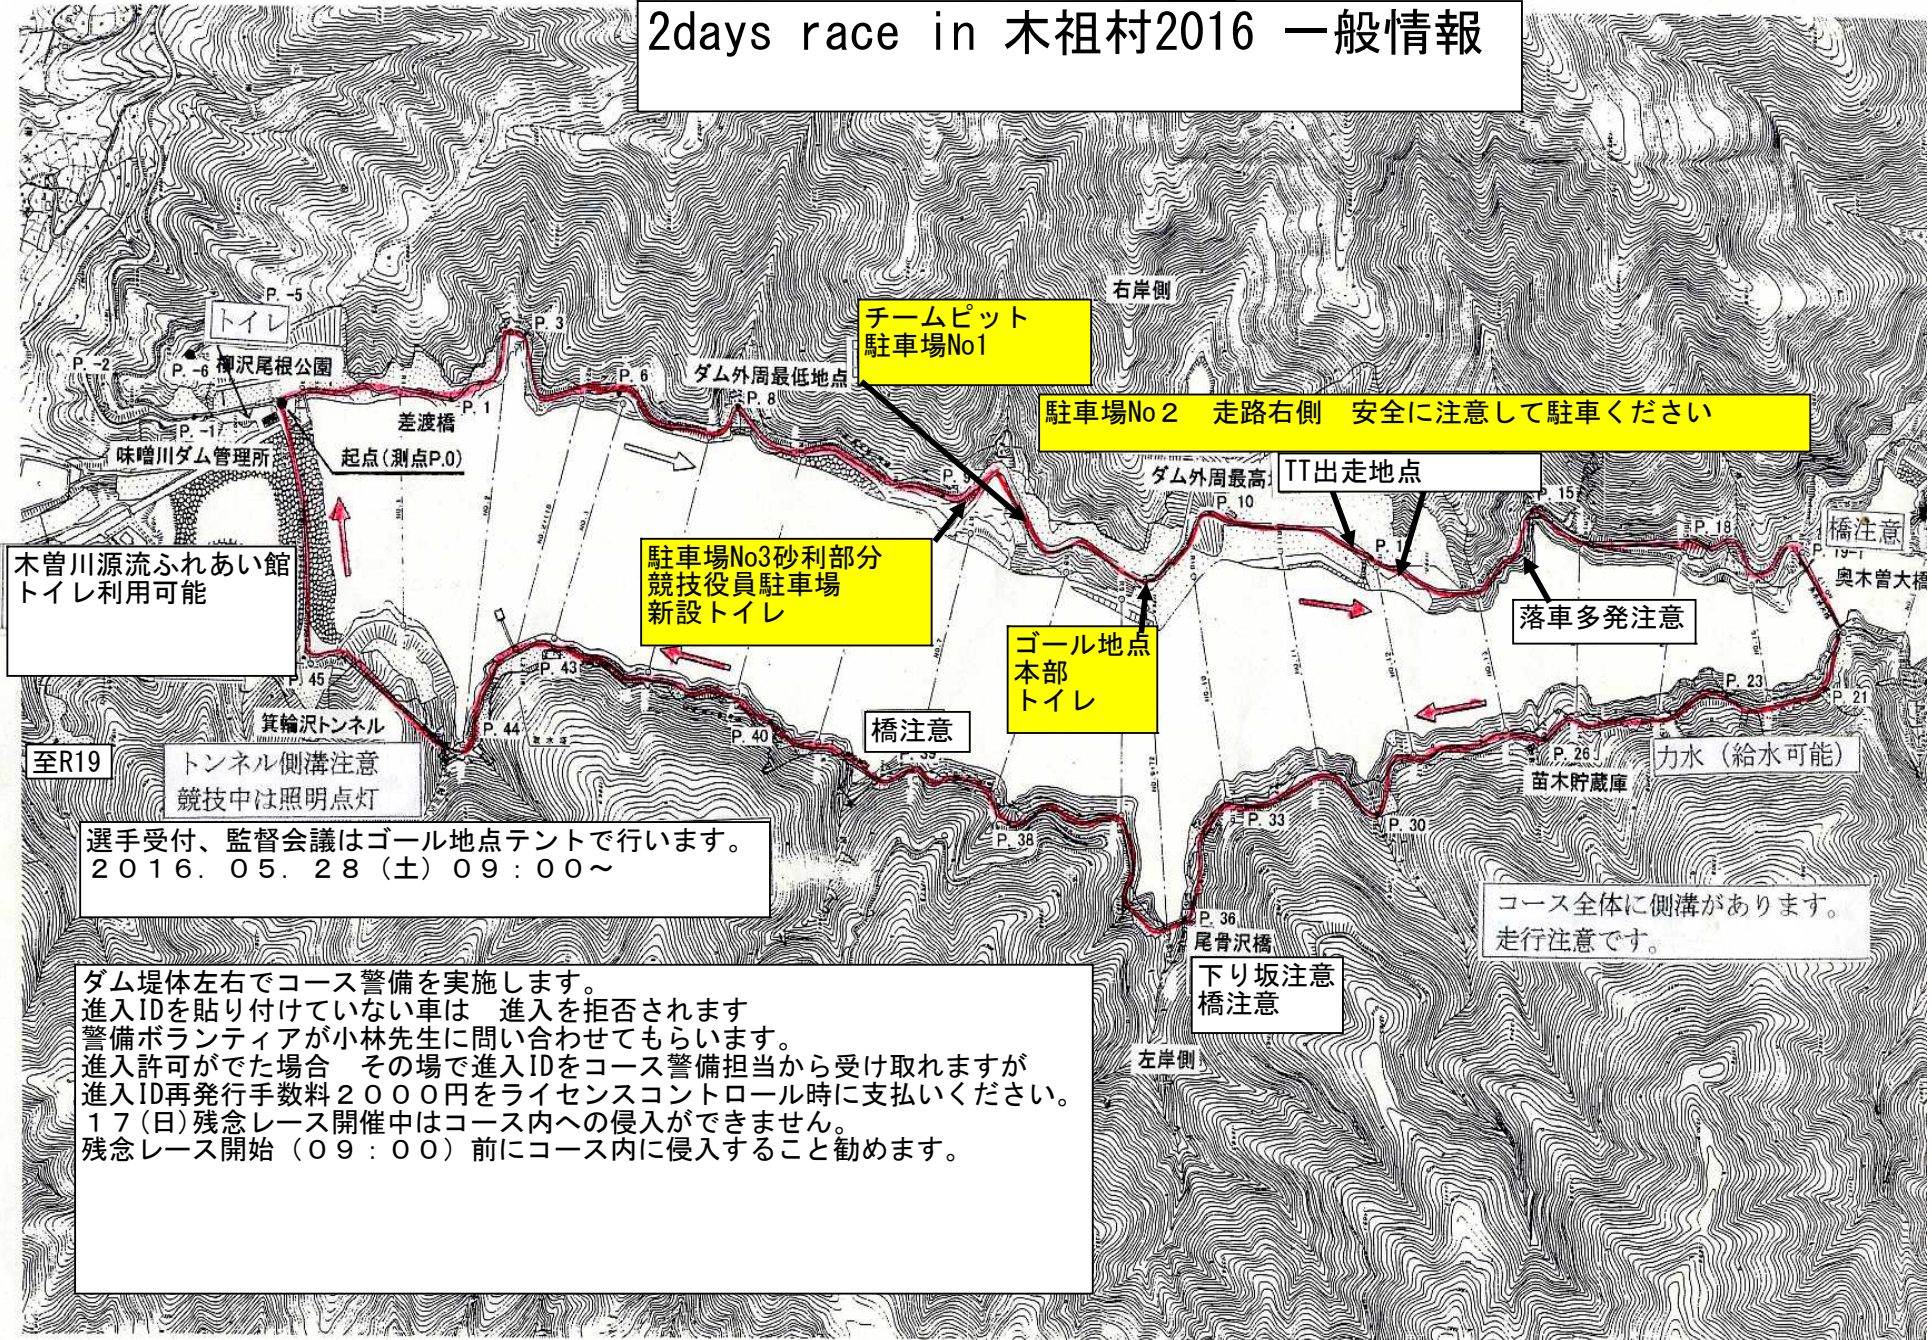 2days race in 木祖村2016 一般情報
右岸側
P. -5
トイレ
チームピット
駐車場No1
P. 3
P. -2
P. -6
柳沢尾根公園
P. 6
ダム外周最低地点
P. 8
P. 1
駐車場No２　走路右側　安全に注意して駐車ください
P. -1
差渡橋
味噌川ダム管理所
起点(測点P.0)
P. 9
ダム外周最高
TT出走地点
P. 10
P. 15
P. 18
橋注意
P. 19-1
奥木曽大橋
木曽川源流ふれあい館
トイレ利用可能
駐車場No3砂利部分
競技役員駐車場
新設トイレ
P. 1
落車多発注意
ゴール地点
本部
トイレ
P. 45
P. 43
P. 23
P. 21
箕輪沢トンネル
P. 44
P. 40
橋注意
P. 39
至R19
トンネル側溝注意
競技中は照明点灯
P. 26
力水（給水可能）
苗木貯蔵庫
P. 33
P. 30
P. 38
選手受付、監督会議はゴール地点テントで行います。
２０１６．０５．２８（土）０９：００～
コース全体に側溝があります。
走行注意です。
P. 36
尾骨沢橋
下り坂注意
橋注意
左岸側
ダム堤体左右でコース警備を実施します。
進入IDを貼り付けていない車は　進入を拒否されます
警備ボランティアが小林先生に問い合わせてもらいます。
進入許可がでた場合　その場で進入IDをコース警備担当から受け取れますが
進入ID再発行手数料２０００円をライセンスコントロール時に支払いください。
１７(日)残念レース開催中はコース内への侵入ができません。
残念レース開始（０９：００）前にコース内に侵入すること勧めます。